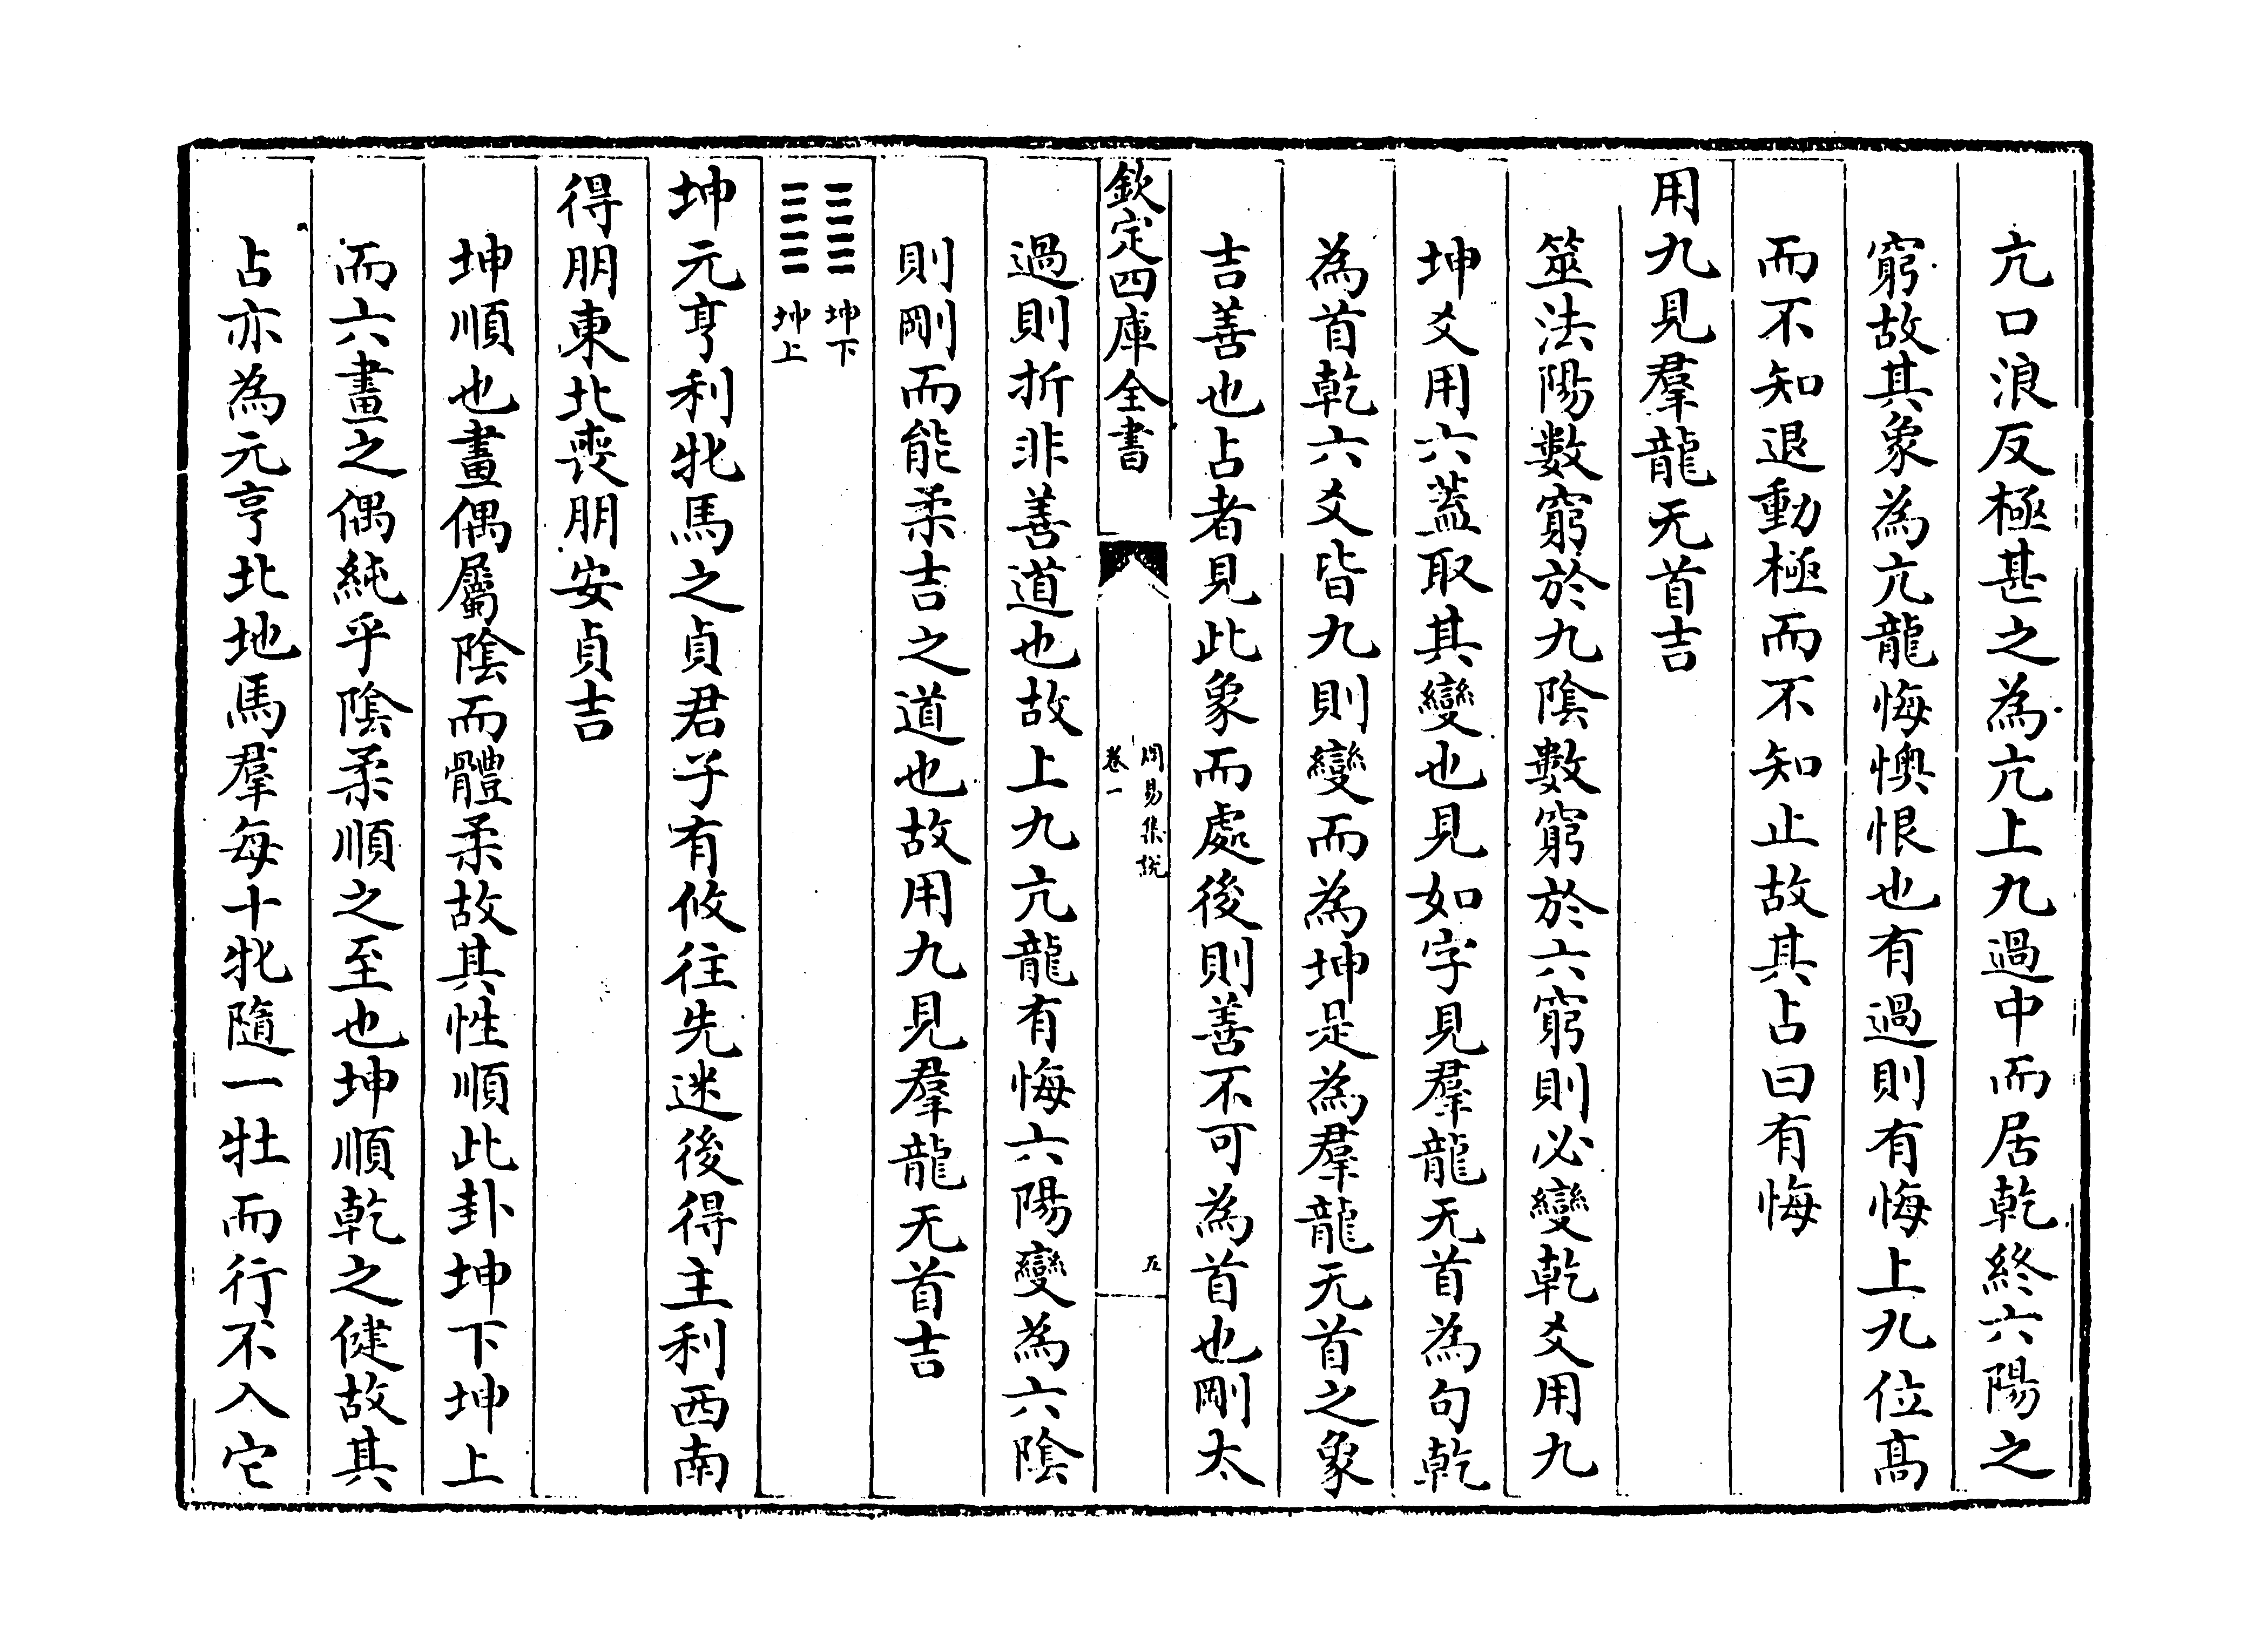 亢口浪反極甚之為亢上九過中而居乾終六陽之
窮故其象為亢龍悔懊恨也有過則有悔上九位高
而不知退動極而不知止故其占曰有悔
用九見羣龍无首吉
筮法陽數窮於九陰數窮於六窮則必變乾爻用九
坤爻用六蓋取其變也見如字見羣龍无首為句乾
為首乾六爻皆九則變而為坤是為羣龍无首之象
吉善也占者見此象而處後則善不可為首也剛太
欽定四庫全書
周易集說
卷一
五
過則折非善道也故上九亢龍有悔六陽變為六陰
則剛而能柔吉之道也故用九見羣龍无首吉
坤下
坤上
坤元亨利牝馬之貞君子有攸往先迷後得主利西南
得朋東北喪朋安貞吉
坤順也畫偶屬陰而體柔故其性順此卦坤下坤上
而六畫之偶純乎陰柔順之至也坤順乾之健故其
占亦為元亨北地馬羣每十牝隨一牡而行不入它